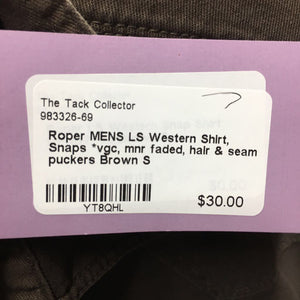 The Tack Collector
983326-69
Roper MENS LS Western Shirt,
Snaps *vgc, mnr faded, hair & seam
puckers Brown S
$30.00
YT8QHL